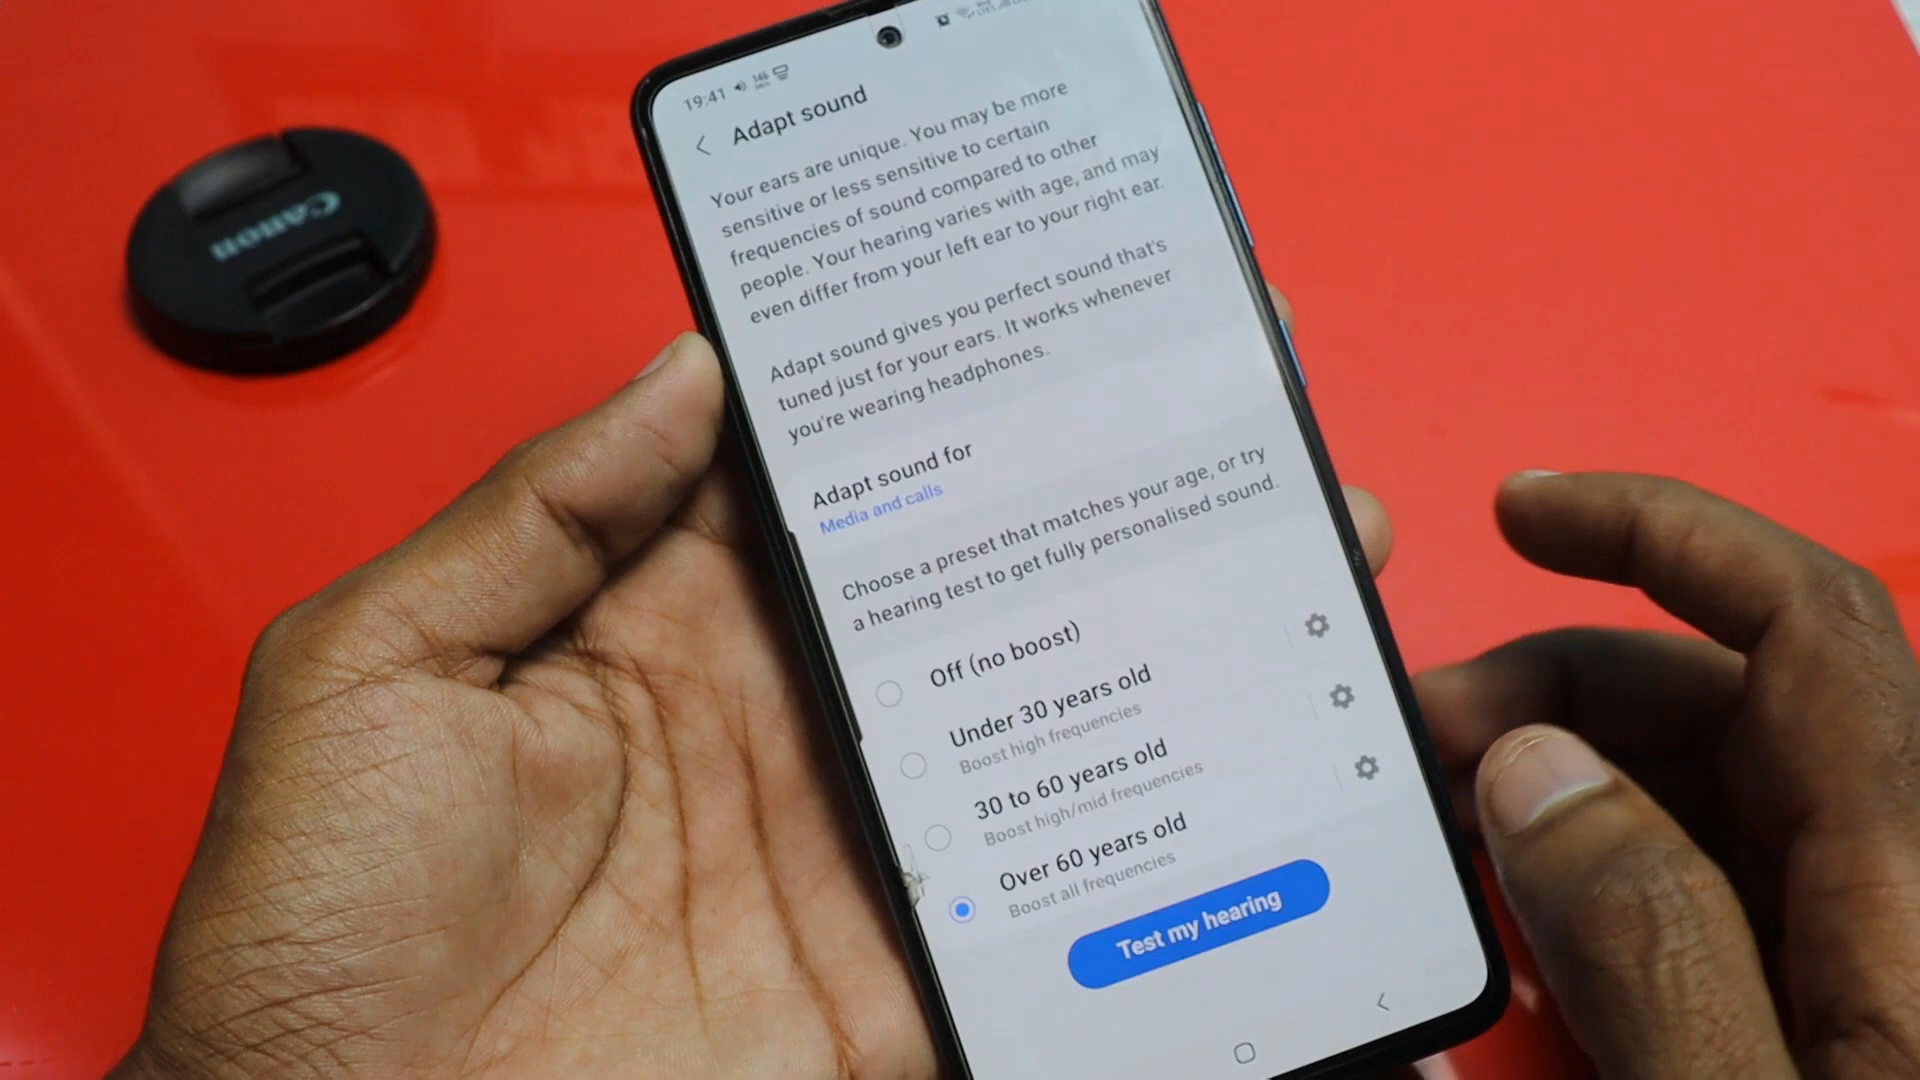 19:41
Adapt sound
Your ears are unique. You may be more
sensitive or less sensitive to certain
frequencies of sound compared to other
people. Your hearing varies with age, and may
even differ from your left ear to your right ear.
Adapt sound gives you perfect sound that's
tuned just for your ears. It works whenever
you're wearing headphones.
Adapt sound for
Media and calls
Choose a preset that matches your age, or try
a hearing test to get fully personalised sound.
Off (no boost)
Under 30 years old
Boost high frequencies
30 to 60 years old
Boost high/mid frequencies
Over 60 years old
Boost all frequencies
Test my hearing
Canon